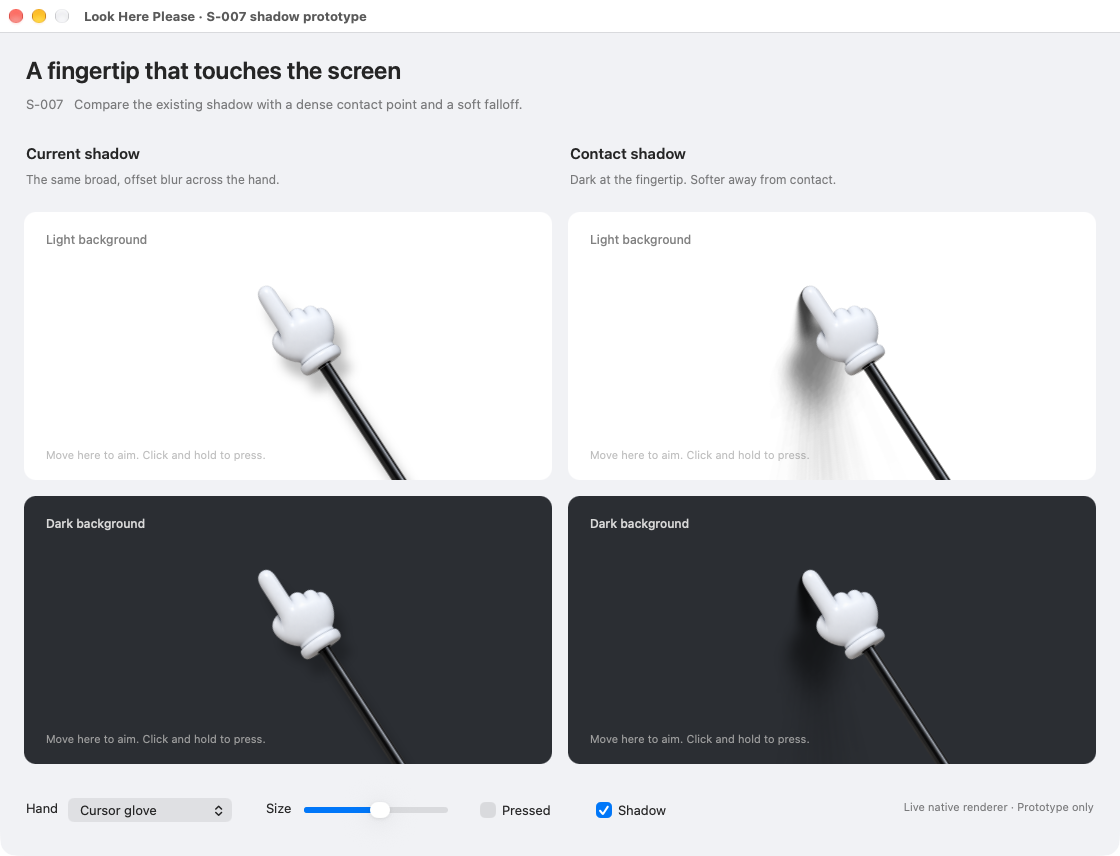 Look Here Please · S-007 shadow prototype
A fingertip that touches the screen
S-007 Compare the existing shadow with a dense contact point and a soft falloff.
Current shadow
The same broad, offset blur across the hand.
Contact shadow
Dark at the fingertip. Softer away from contact.
Light background
Move here to aim. Click and hold to press.
Light background
Move here to aim. Click and hold to press.
Dark background
Move here to aim. Click and hold to press.
Dark background
Move here to aim. Click and hold to press.
Hand Cursor glove Size Pressed Shadow Live native renderer · Prototype only